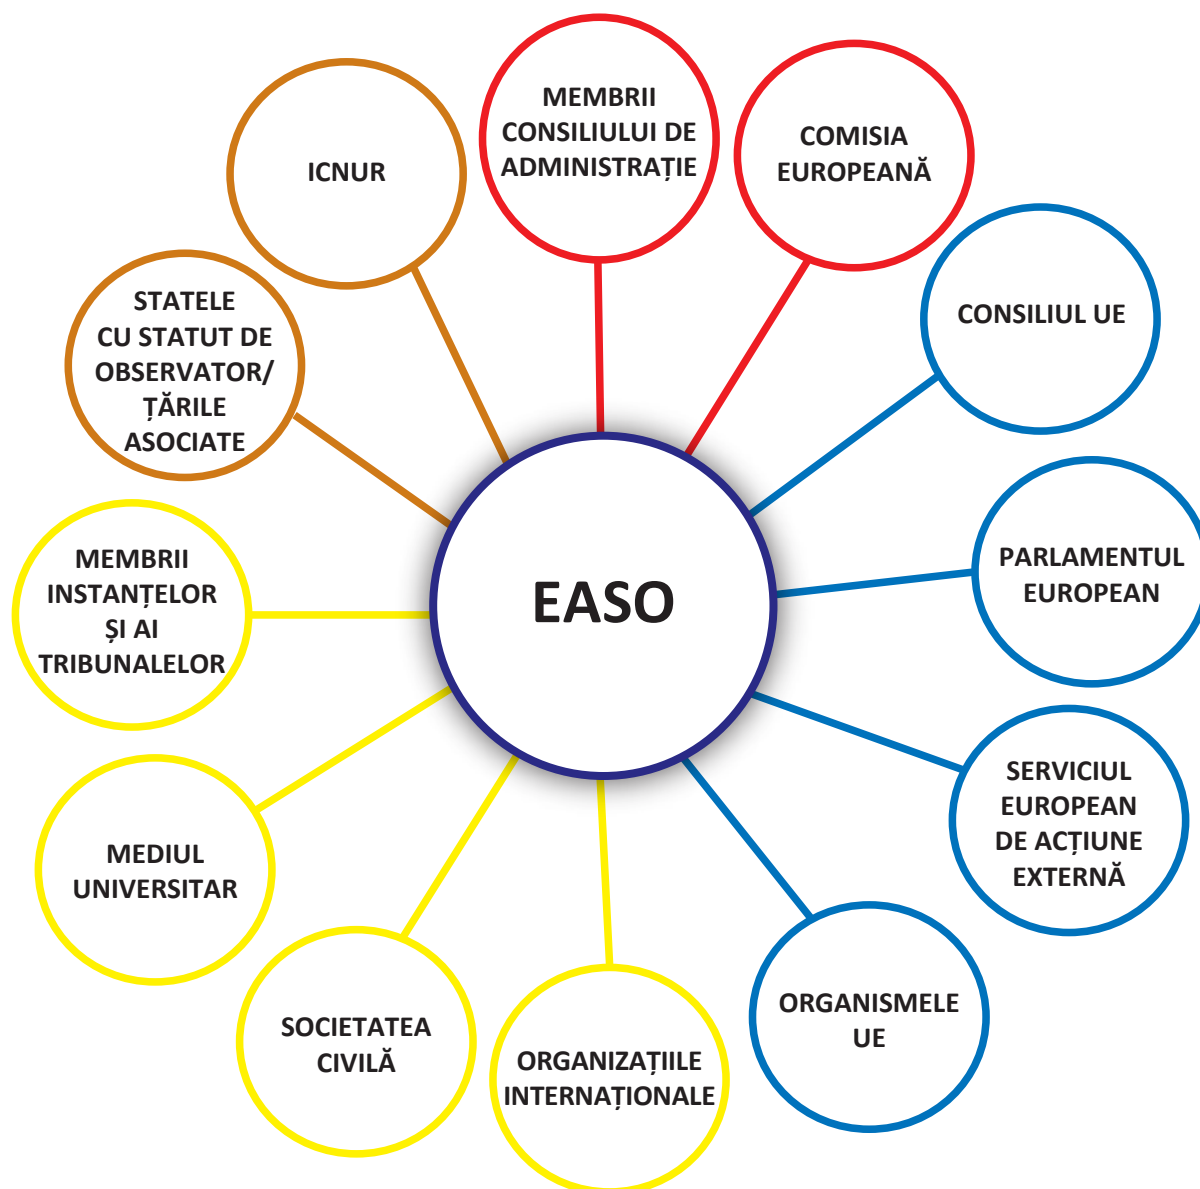 MEMBRII
CONSILIULUI DE
ADMINISTRAȚIE
COMISIA
EUROPEANĂ
ICNUR
CONSILIUL UE
STATELE
CU STATUT DE
OBSERVATOR/
ȚĂRILE
ASOCIATE
PARLAMENTUL
EUROPEAN
EASO
MEMBRII
INSTANȚELOR
ȘI AI
TRIBUNALELOR
SERVICIUL
EUROPEAN
DE ACȚIUNE
EXTERNĂ
MEDIUL
UNIVERSITAR
ORGANISMELE
UE
SOCIETATEA
CIVILĂ
ORGANIZAȚIILE
INTERNAȚIONALE